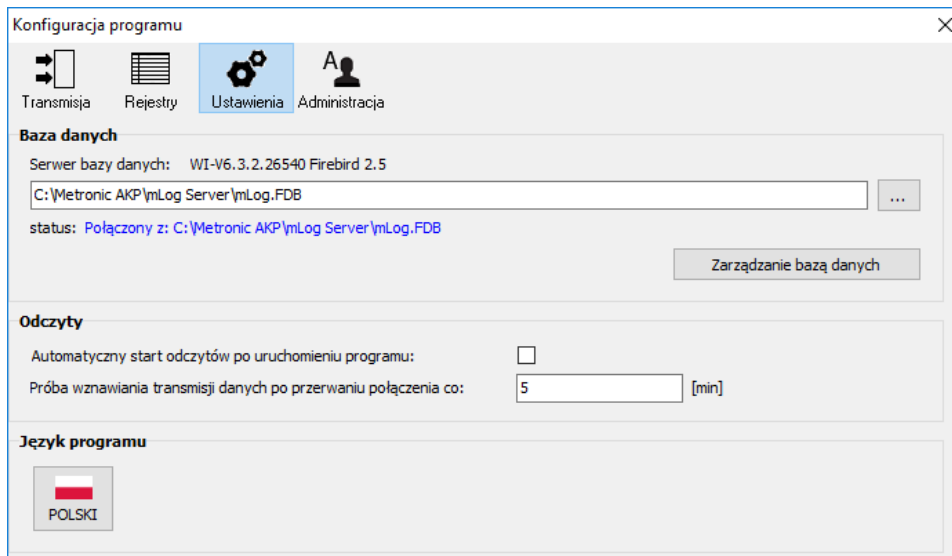 Konfiguracja programu
Transmisja Rejestry Ustawienia A Administracja
Baza danych
Serwer bazy danych: WI-V6.3.2.26540 Firebird 2.5
C:\Metronic AKP\mLog Server\mLog.FDB ...
status: Połączony z: C:\Metronic AKP\mLog Server\mLog.FDB
Zarządzanie bazą danych
Odczyty
Automatyczny start odczytów po uruchomieniu programu:
Próba wznawiania transmisji danych po przerwaniu połączenia co: 5 [min]
Język programu
POLSKI